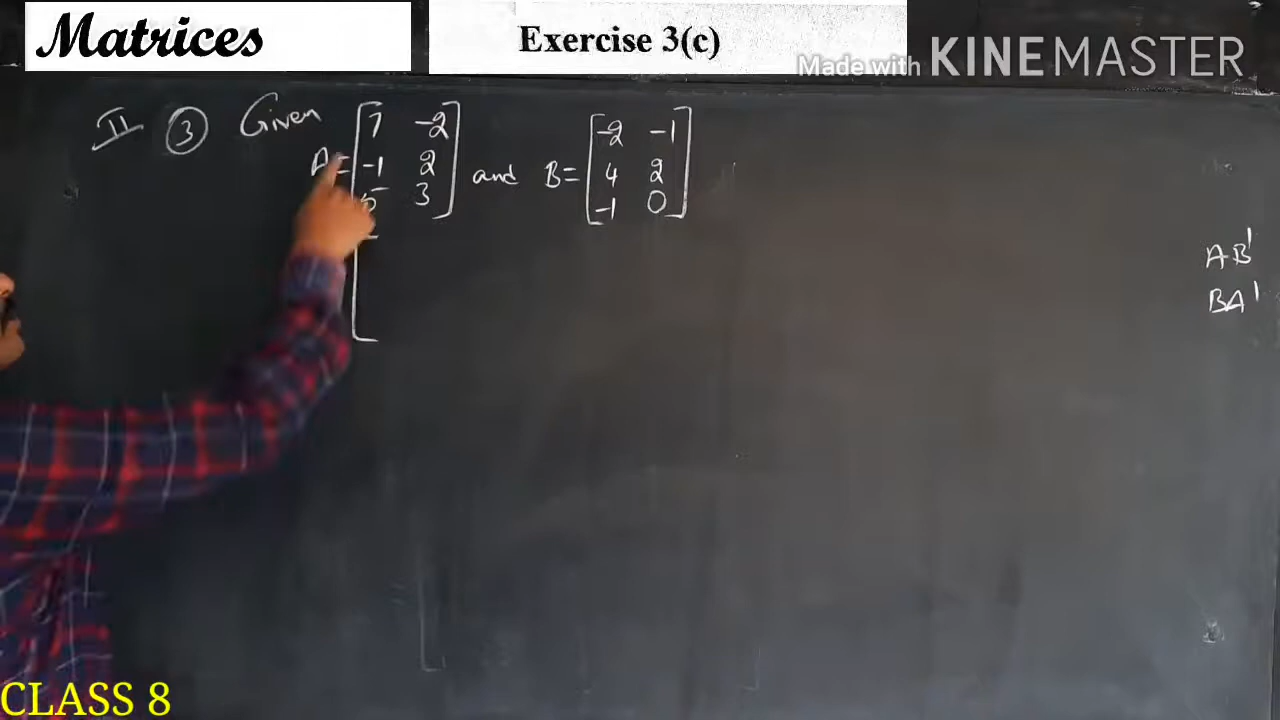 Matrices
Exercise 3(c)
Made with KINEMASTER
II 3 Given
A = [7 -2
-1 2
5 3] and B = [-2 -1
4 2
-1 0]
AB'
BA'
CLASS 8